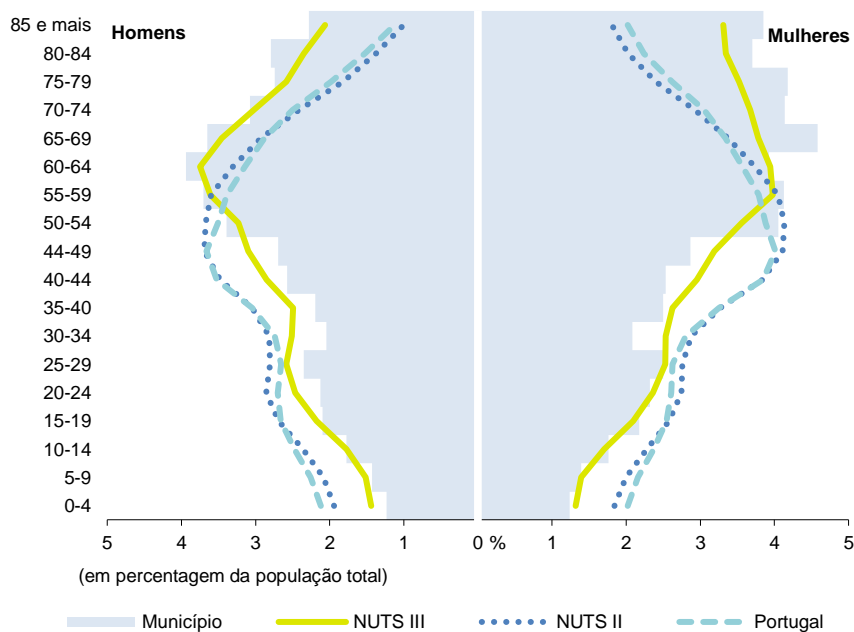 85 e mais
Homens
Mulheres
80-84
75-79
70-74
65-69
60-64
55-59
50-54
44-49
40-44
35-40
30-34
25-29
20-24
15-19
10-14
5-9
0-4
5 4 3 2 1 0 % 1 2 3 4 5
(em percentagem da população total)
Município NUTS III NUTS II Portugal